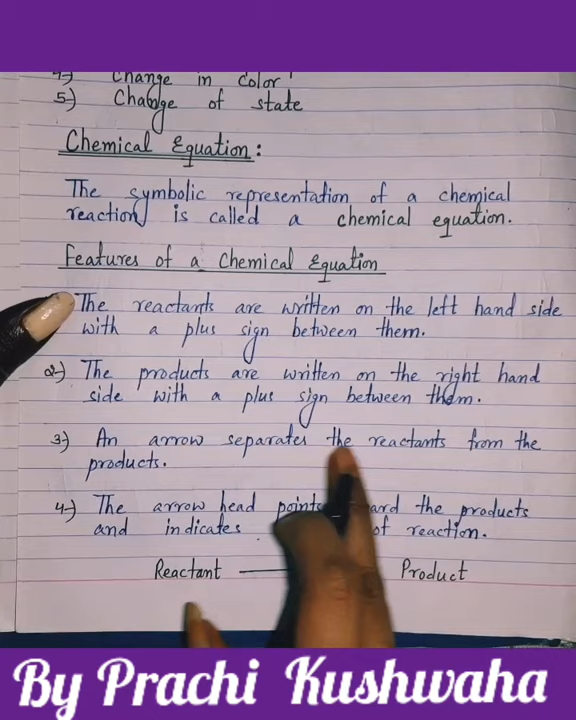 4) Change in color
5) Change of state
Chemical Equation:
The symbolic representation of a chemical
reaction is called a chemical equation.
Features of a Chemical Equation
The reactants are written on the left hand side
with a plus sign between them.
2) The products are written on the right hand
side with a plus sign between them.
3) An arrow separates the reactants from the
products.
4) The arrow head points the products
and indicates of reaction.
Reactant Product
By Prachi Kushwaha